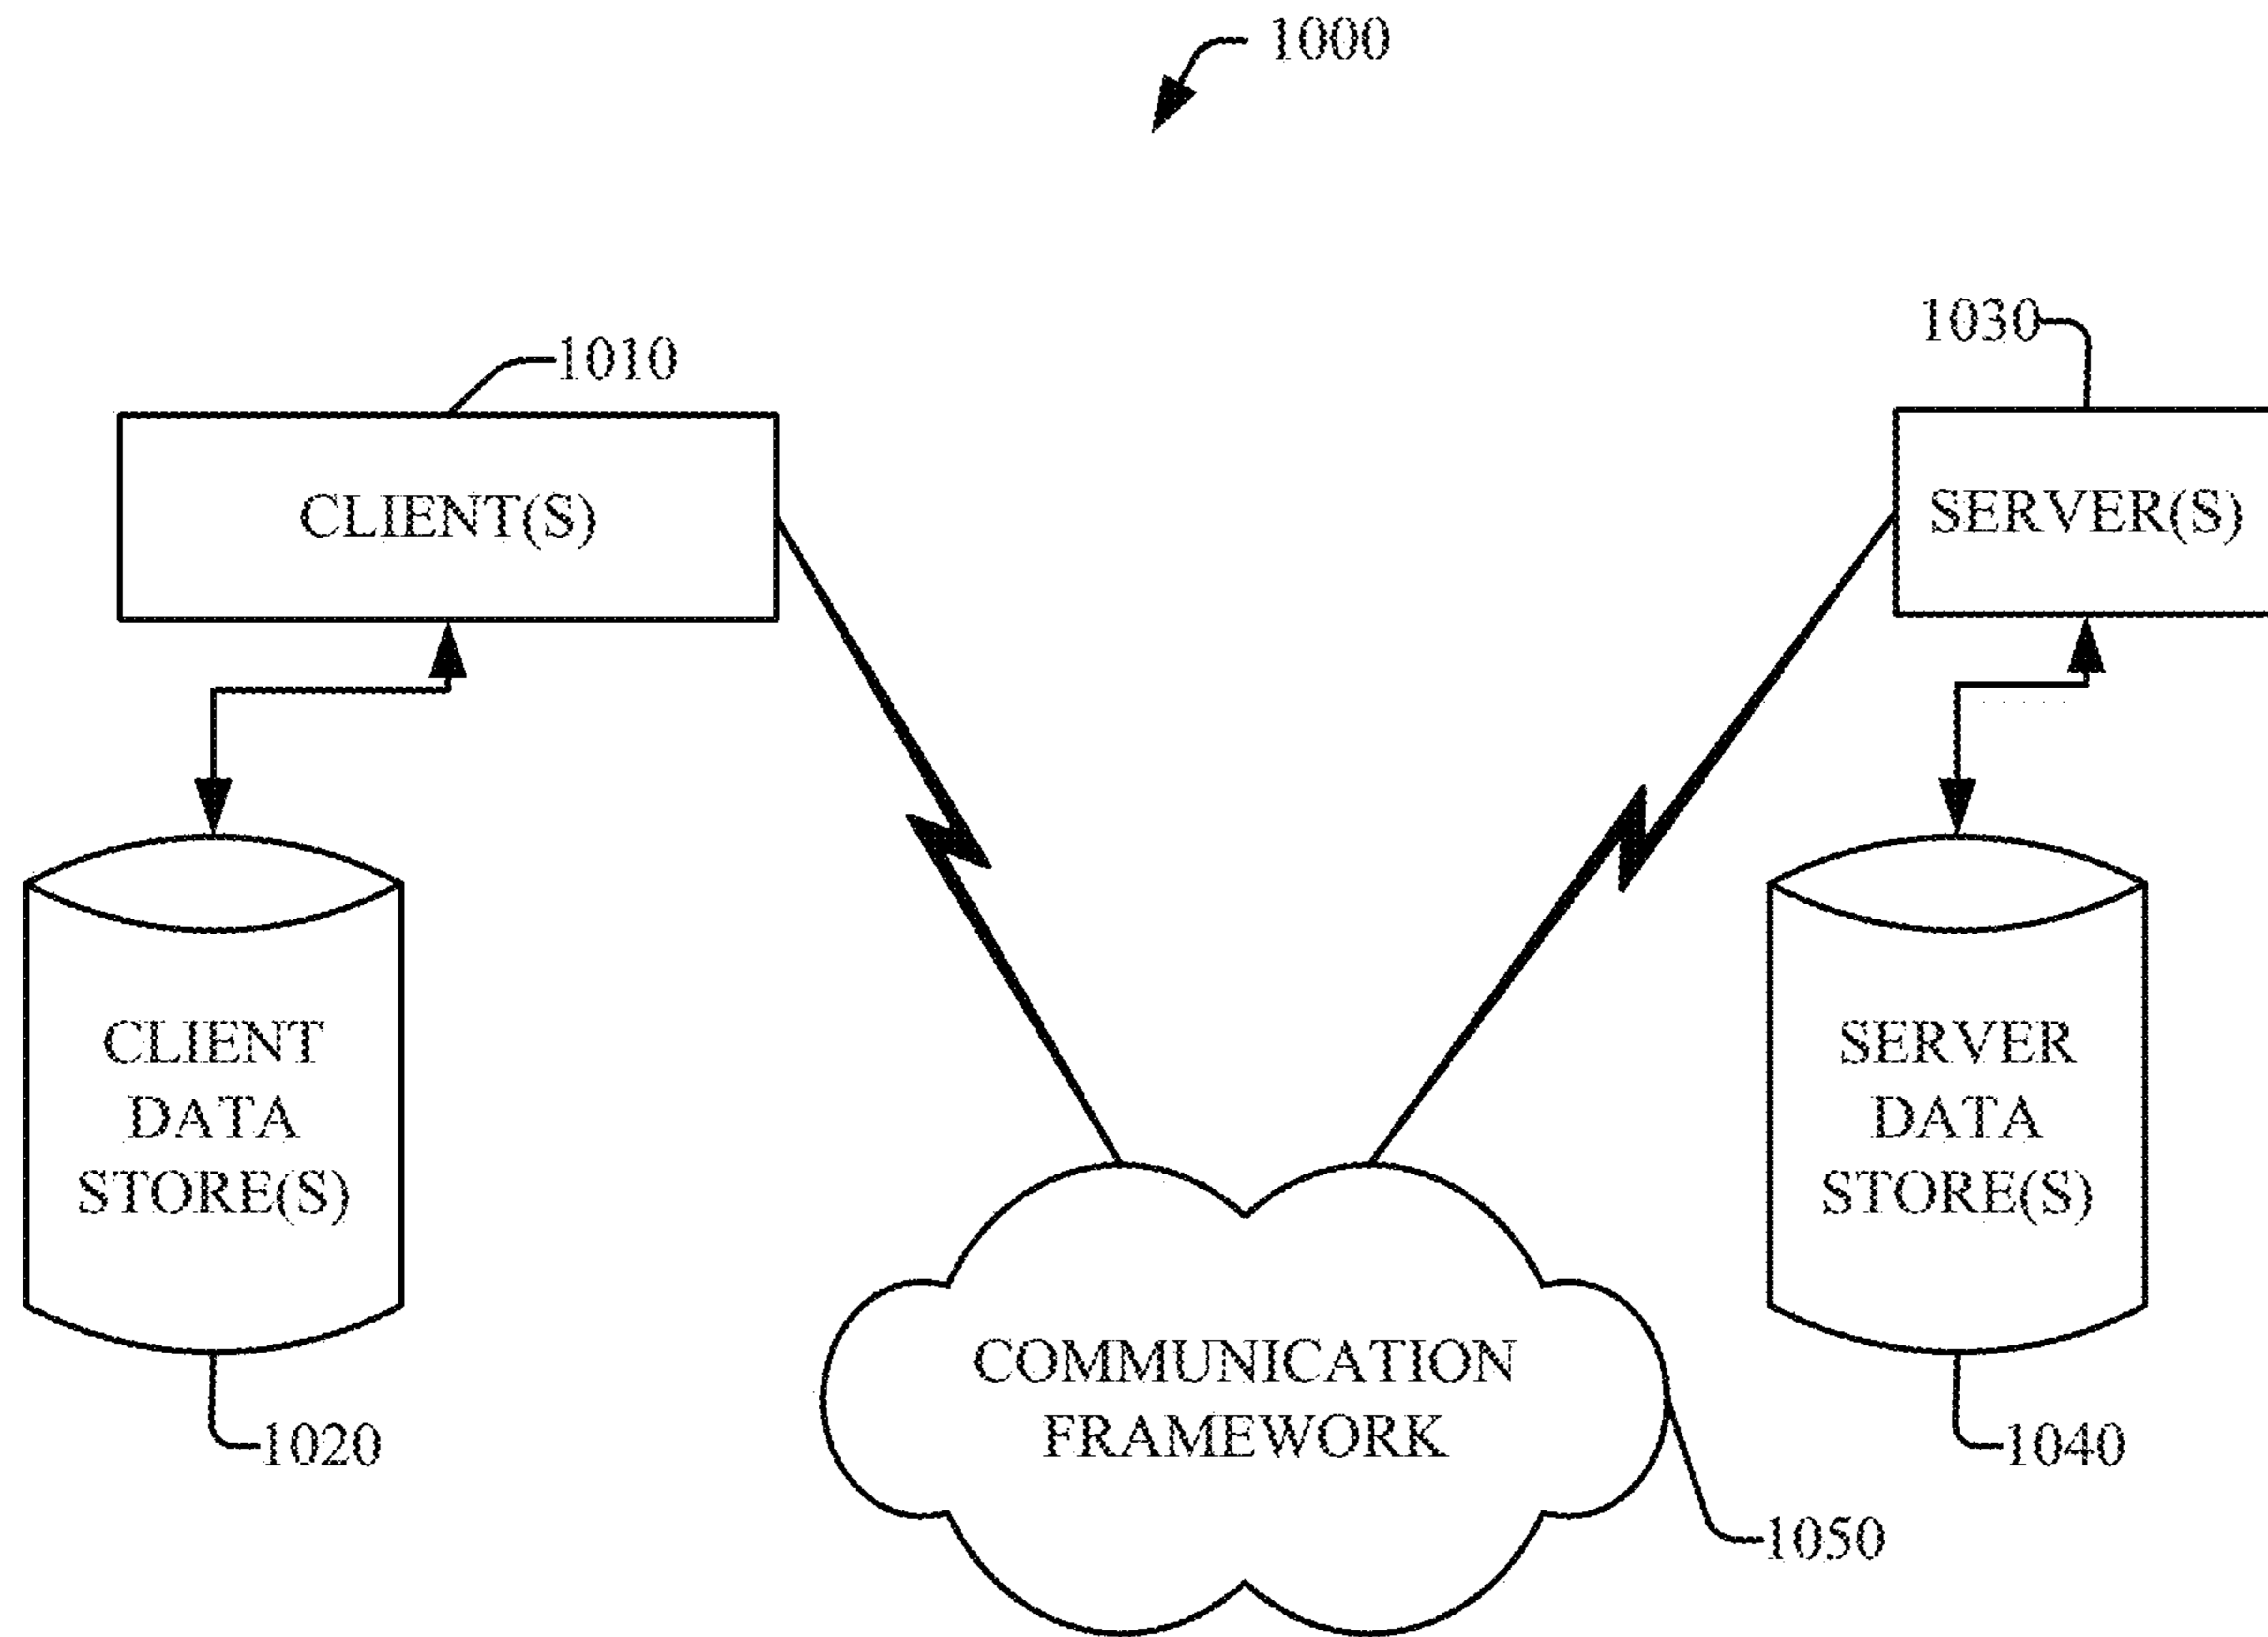 1000
1010
1030
CLIENT(S)
SERVER(S)
CLIENT
DATA
STORE(S)
SERVER
DATA
STORE(S)
COMMUNICATION
FRAMEWORK
1020
1040
1050